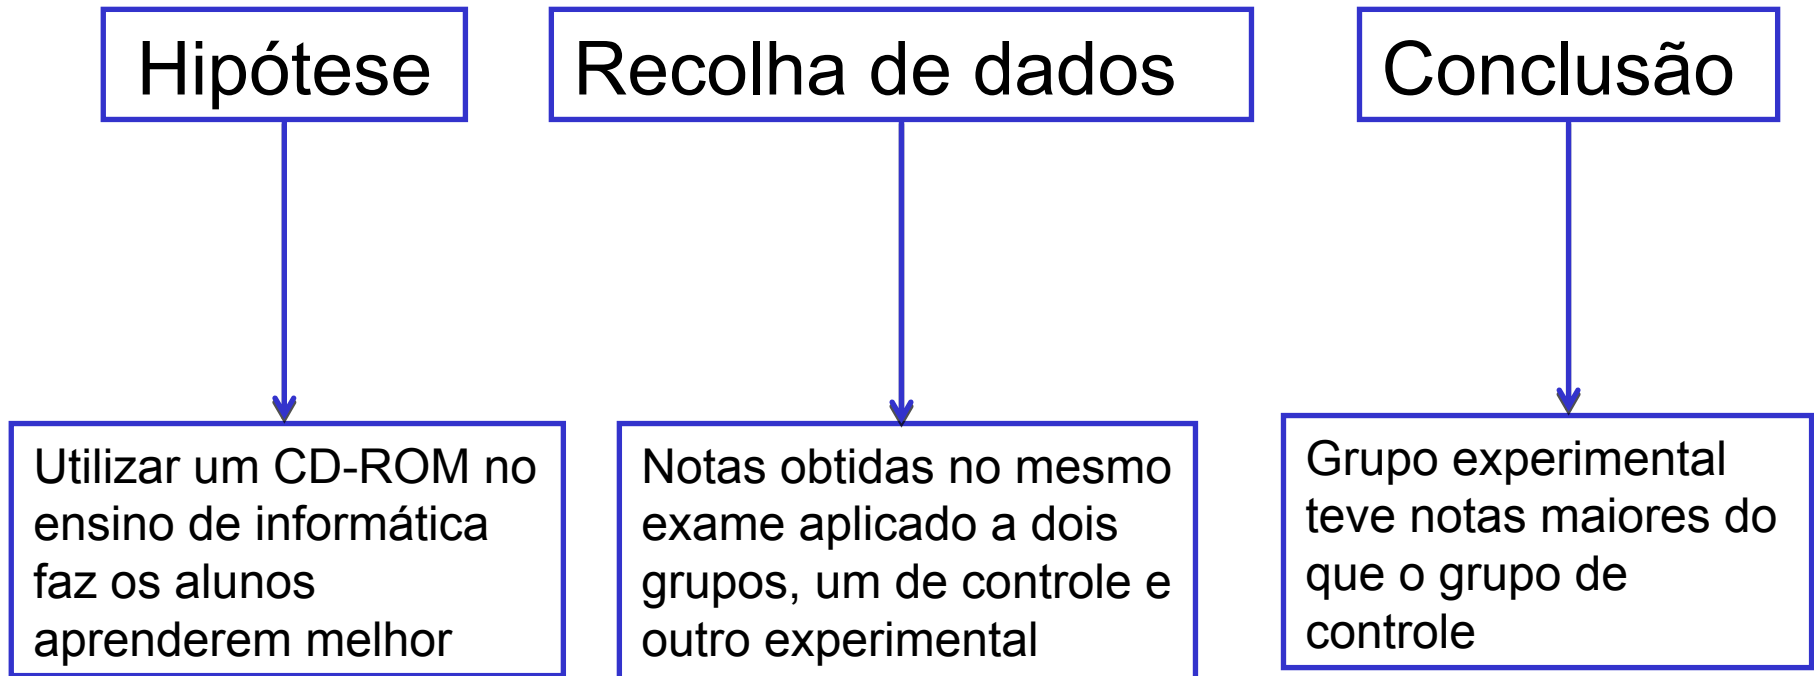 Hipótese
Recolha de dados
Conclusão
Utilizar um CD-ROM no
ensino de informática
faz os alunos
aprenderem melhor
Notas obtidas no mesmo
exame aplicado a dois
grupos, um de controle e
outro experimental
Grupo experimental
teve notas maiores do
que o grupo de
controle